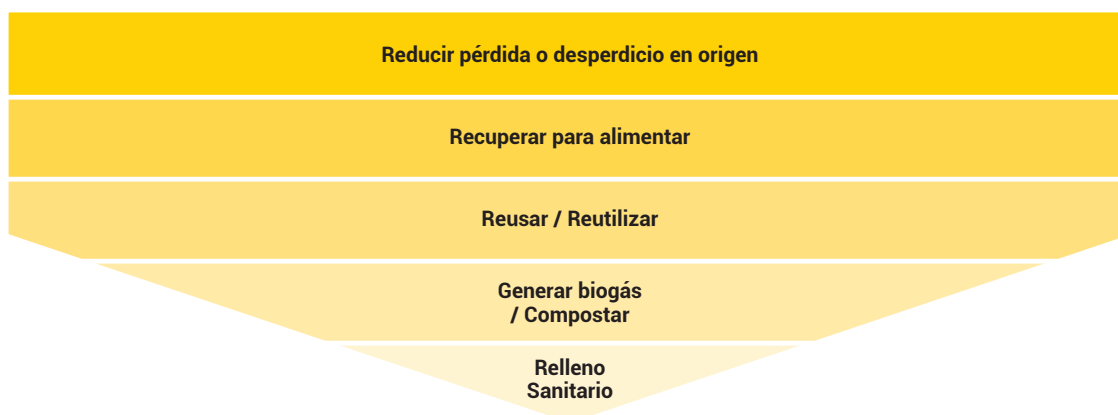 Reducir pérdida o desperdicio en origen
Recuperar para alimentar
Reusar / Reutilizar
Generar biogás
/ Compostar
Relleno
Sanitario